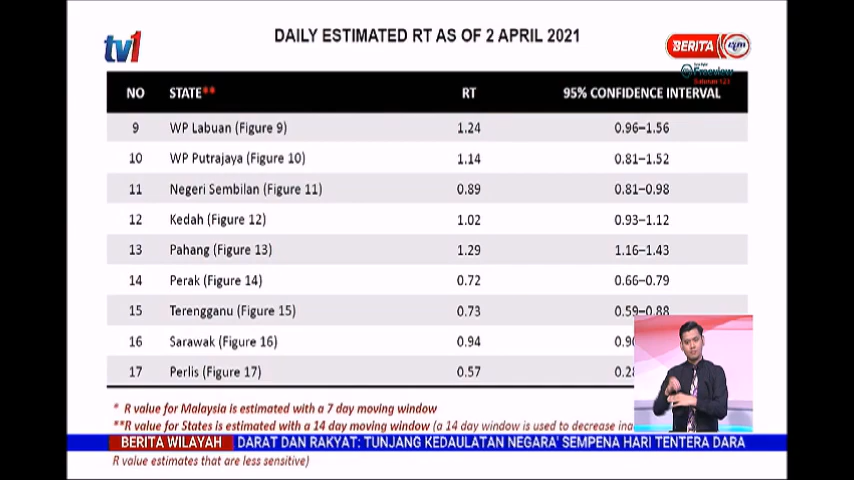 DAILY ESTIMATED RT AS OF 2 APRIL 2021
tv1
BERITA rtm
Freeview
NO STATE** RT 95% CONFIDENCE INTERVAL
9 WP Labuan (Figure 9) 1.24 0.96–1.56
10 WP Putrajaya (Figure 10) 1.14 0.81–1.52
11 Negeri Sembilan (Figure 11) 0.89 0.81–0.98
12 Kedah (Figure 12) 1.02 0.93–1.12
13 Pahang (Figure 13) 1.29 1.16–1.43
14 Perak (Figure 14) 0.72 0.66–0.79
15 Terengganu (Figure 15) 0.73 0.59–0.88
16 Sarawak (Figure 16) 0.94
17 Perlis (Figure 17) 0.57
* R value for Malaysia is estimated with a 7 day moving window
**R value for States is estimated with a 14 day moving window (a 14 day window is used to decrease
BERITA WILAYAH DARAT DAN RAKYAT: TUNJANG KEDAULATAN NEGARA' SEMPENA HARI TENTERA DARA
R value estimates that are less sensitive)